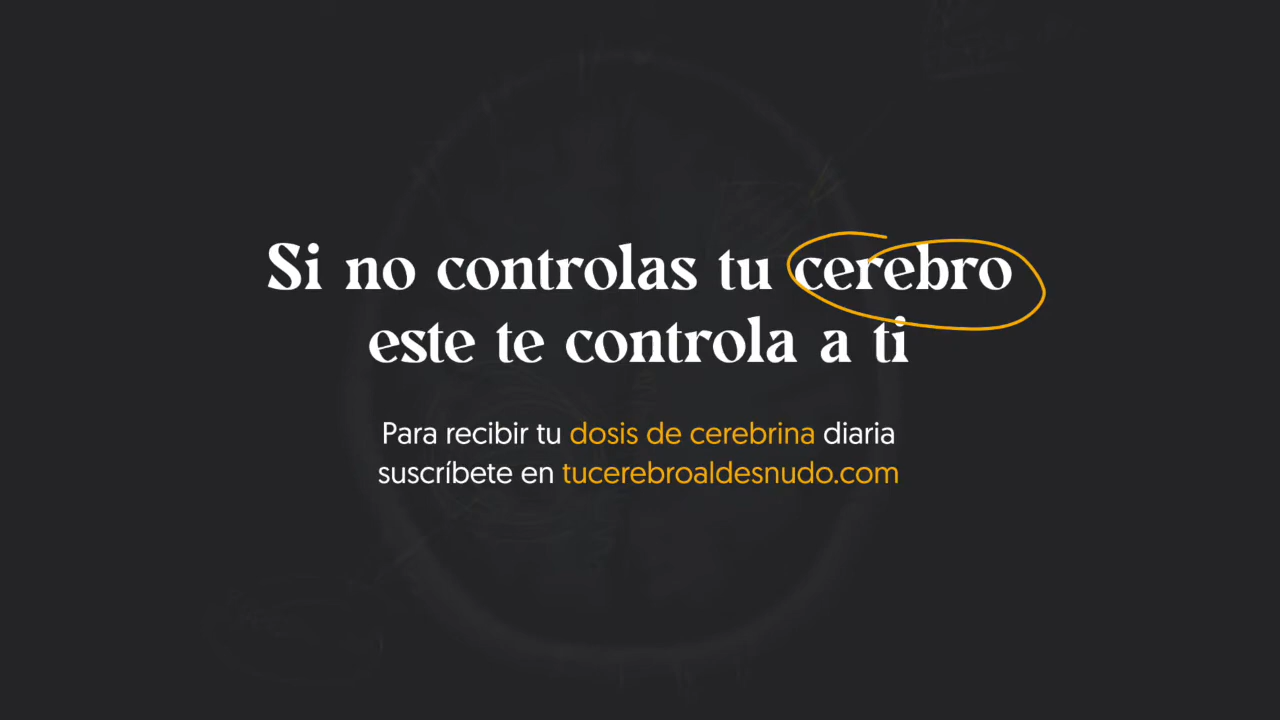 Si no controlas tu cerebro
este te controla a ti
Para recibir tu dosis de cerebrina diaria
suscríbete en tucerebroaldesnudo.com